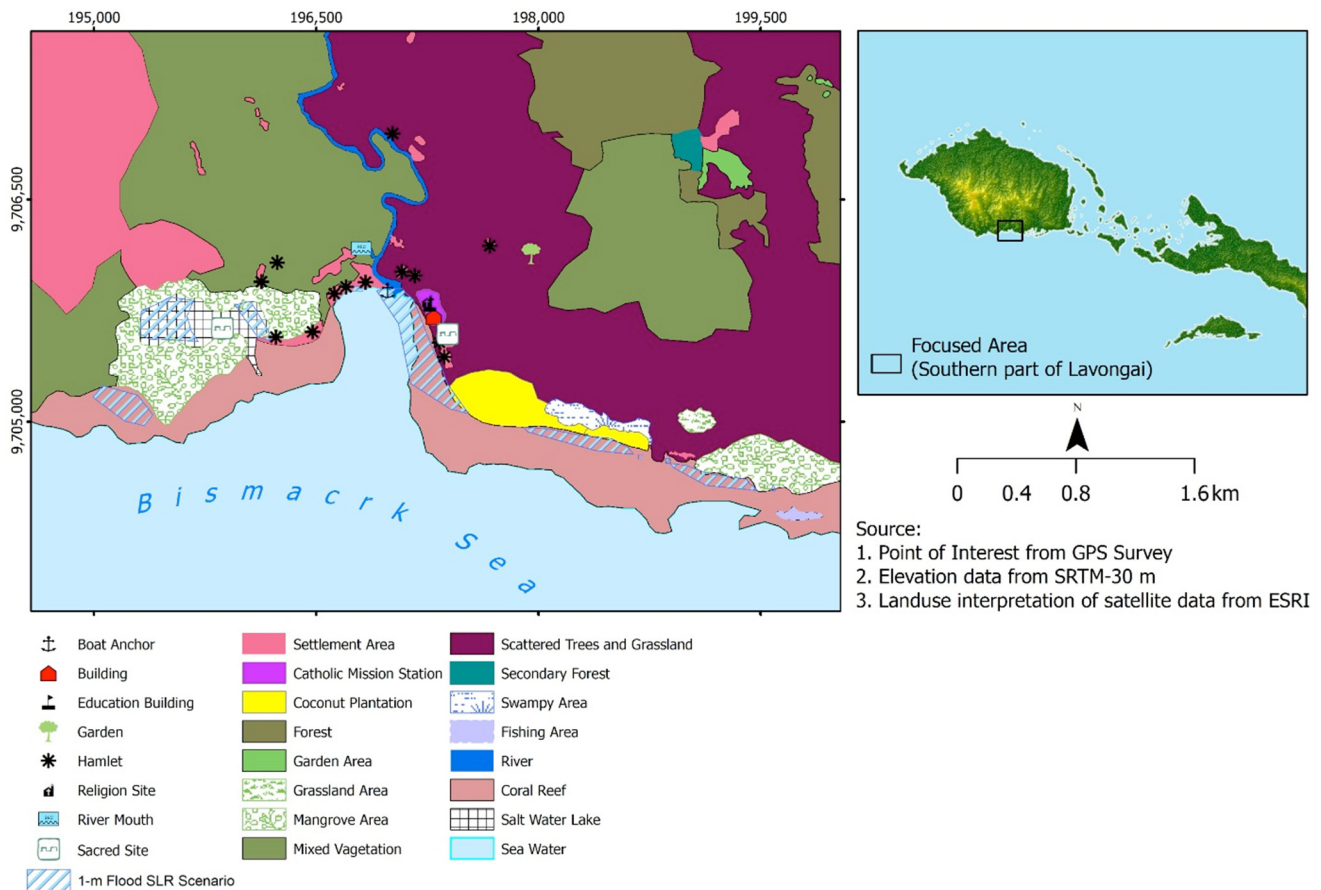 195,000
196,500
198,000
199,500
9,706,500
9,705,000
Bismacrk Sea
Focused Area
(Southern part of Lavongai)
N
0 0.4 0.8 1.6 km
Source:
1. Point of Interest from GPS Survey
2. Elevation data from SRTM-30 m
3. Landuse interpretation of satellite data from ESRI
Boat Anchor
Building
Education Building
Garden
Hamlet
Religion Site
River Mouth
Sacred Site
1-m Flood SLR Scenario
Settlement Area
Catholic Mission Station
Coconut Plantation
Forest
Garden Area
Grassland Area
Mangrove Area
Mixed Vagetation
Scattered Trees and Grassland
Secondary Forest
Swampy Area
Fishing Area
River
Coral Reef
Salt Water Lake
Sea Water